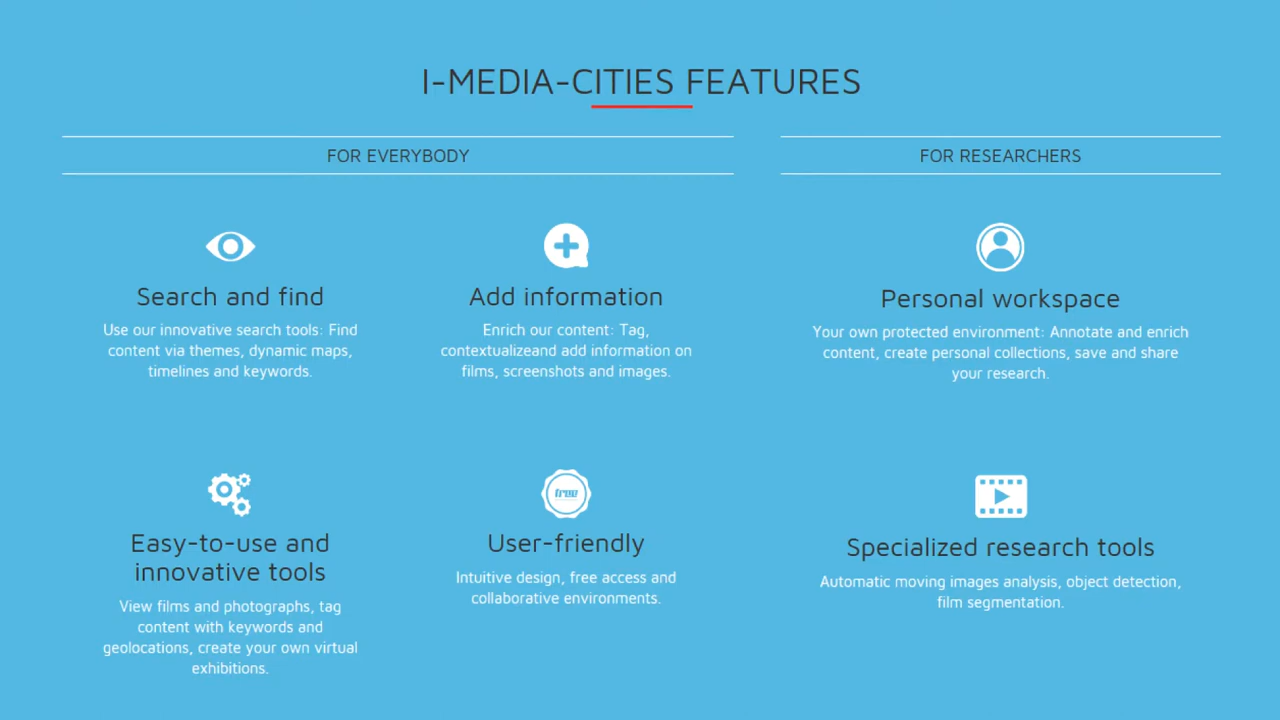 I-MEDIA-CITIES FEATURES
FOR EVERYBODY
FOR RESEARCHERS
Search and find
Use our innovative search tools: Find
content via themes, dynamic maps,
timelines and keywords.
Add information
Enrich our content: Tag,
contextualizeand add information on
films, screenshots and images.
Personal workspace
Your own protected environment: Annotate and enrich
content, create personal collections, save and share
your research.
Easy-to-use and
innovative tools
View films and photographs, tag
content with keywords and
geolocations, create your own virtual
exhibitions.
free
User-friendly
Intuitive design, free access and
collaborative environments.
Specialized research tools
Automatic moving images analysis, object detection,
film segmentation.